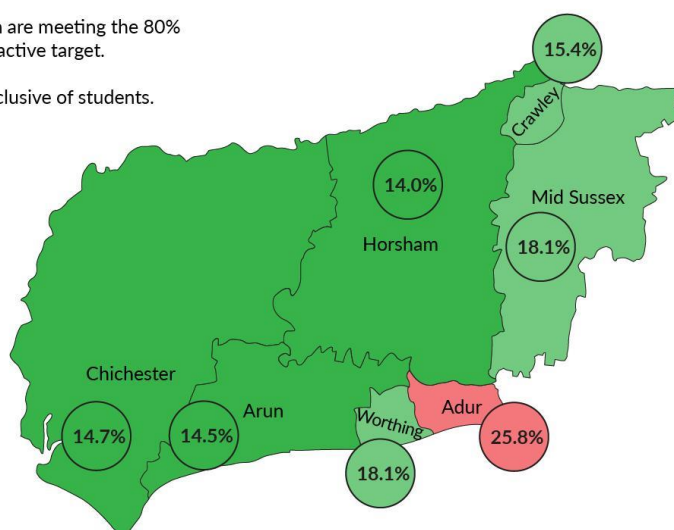 are meeting the 80%
active target.
clusive of students.
15.4%
Crawley
14.0%
Mid Sussex
Horsham
18.1%
Chichester
Arun
Adur
Worthing
14.7%
14.5%
25.8%
18.1%